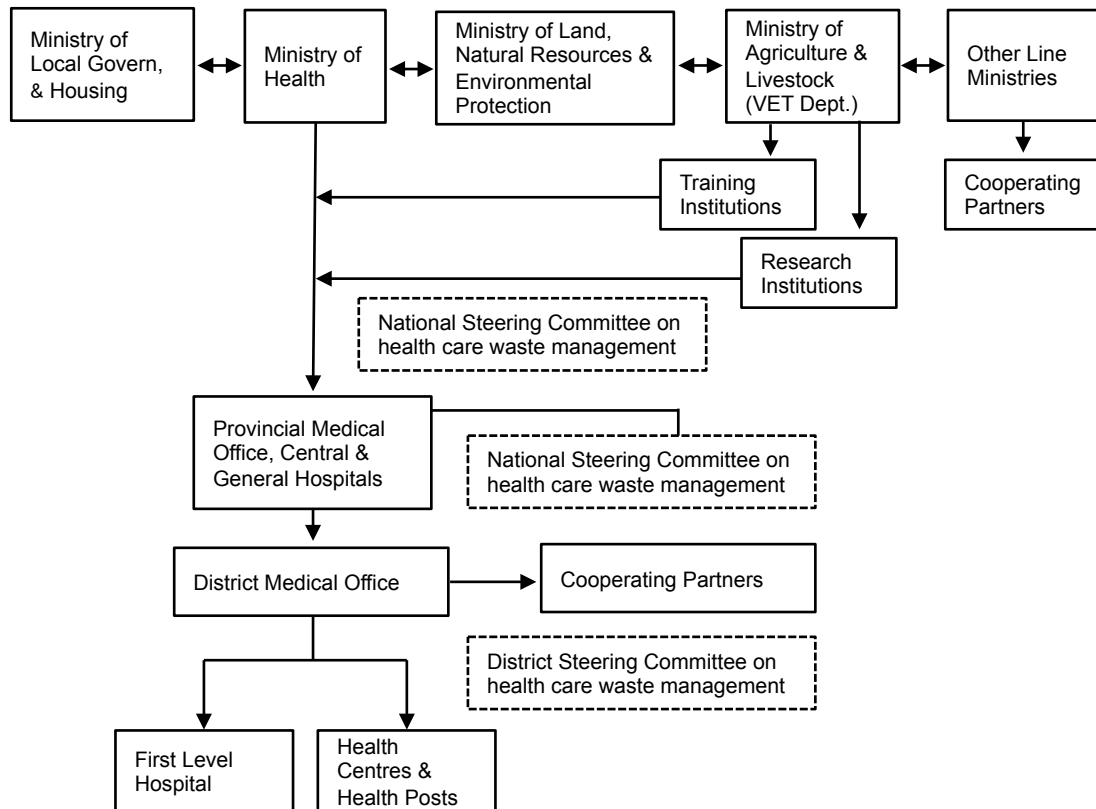 Ministry of
Local Govern,
& Housing
Ministry of
Health
Ministry of Land,
Natural Resources &
Environmental
Protection
Ministry of
Agriculture &
Livestock
(VET Dept.)
Other Line
Ministries
Training
Institutions
Cooperating
Partners
Research
Institutions
National Steering Committee on
health care waste management
Provincial Medical
Office, Central &
General Hospitals
National Steering Committee on
health care waste management
District Medical Office
Cooperating Partners
District Steering Committee on
health care waste management
First Level
Hospital
Health
Centres &
Health Posts